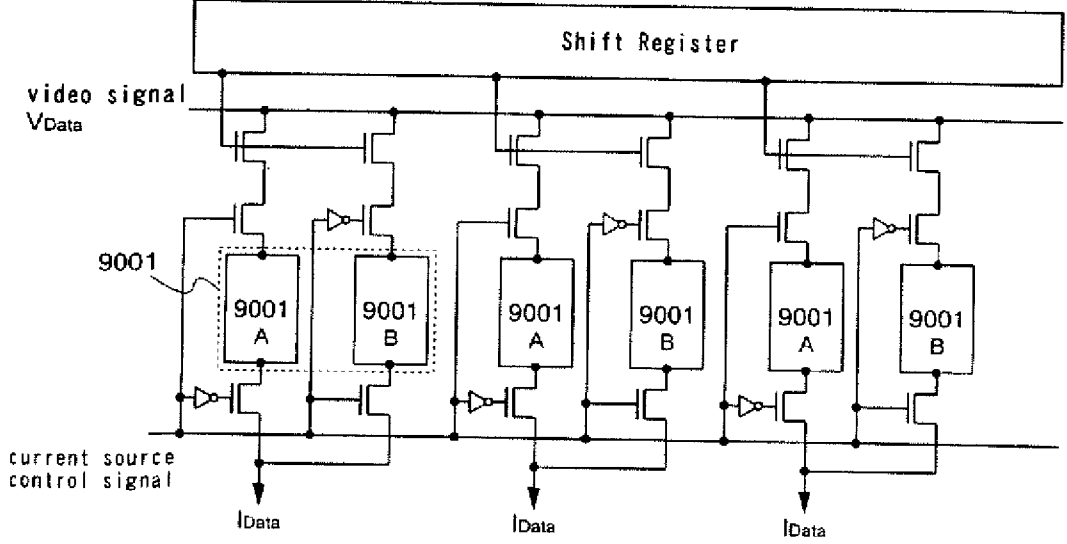 Shift Register
video signal
VData
9001
9001
A
9001
B
9001
A
9001
B
9001
A
9001
B
current source
control signal
IData
IData
IData